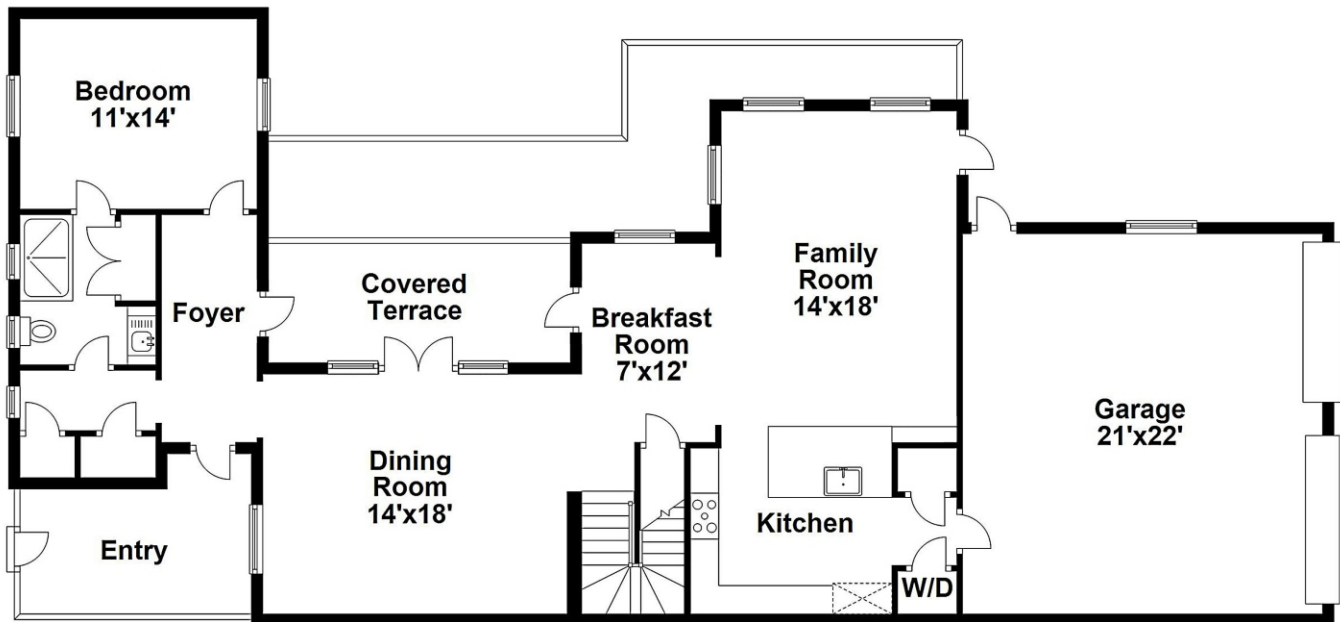 Bedroom
11'x14'
Foyer
Covered
Terrace
Breakfast
Room
7'x12'
Family
Room
14'x18'
Garage
21'x22'
Dining
Room
14'x18'
Kitchen
Entry
W/D